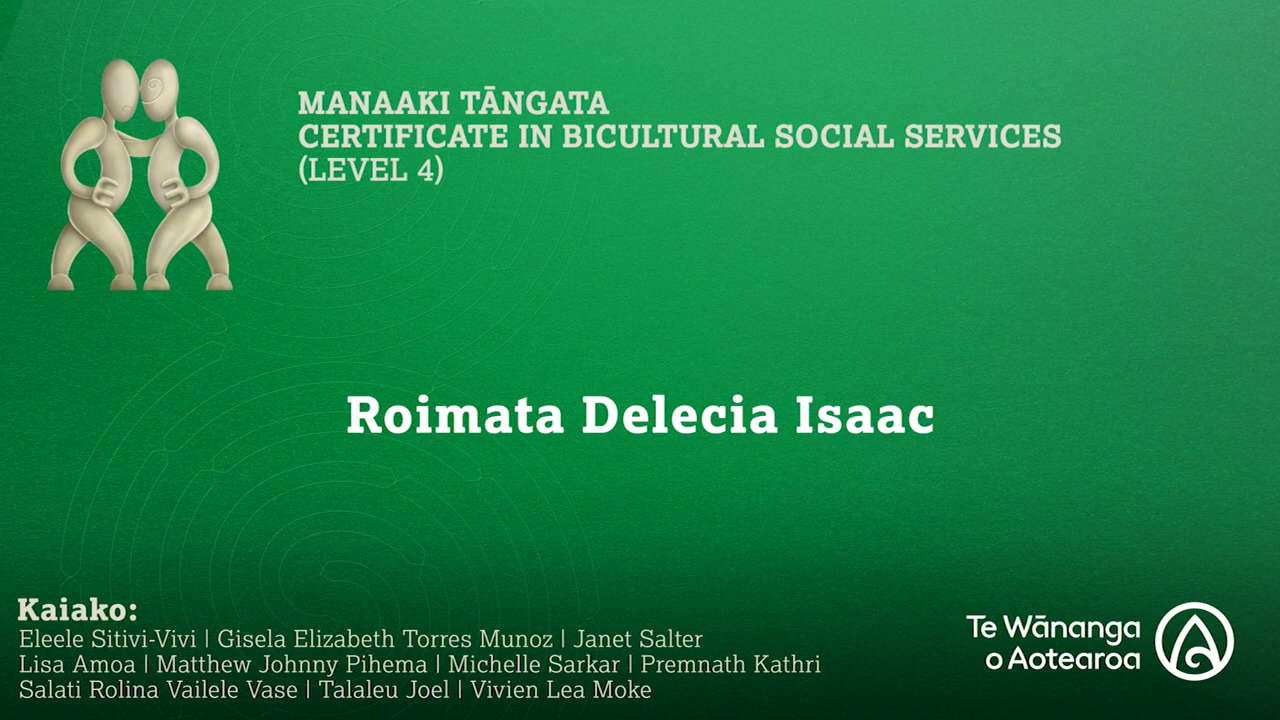 MANAAKI TĀNGATA
CERTIFICATE IN BICULTURAL SOCIAL SERVICES
(LEVEL 4)
Roimata Delecia Isaac
Kaiako:
Eleele Sitivi-Vivi | Gisela Elizabeth Torres Munoz | Janet Salter
Lisa Amoa | Matthew Johnny Pihema | Michelle Sarkar | Premnath Kathri
Salati Rolina Vailele Vase | Talaleu Joel | Vivien Lea Moke
Te Wānanga
o Aotearoa